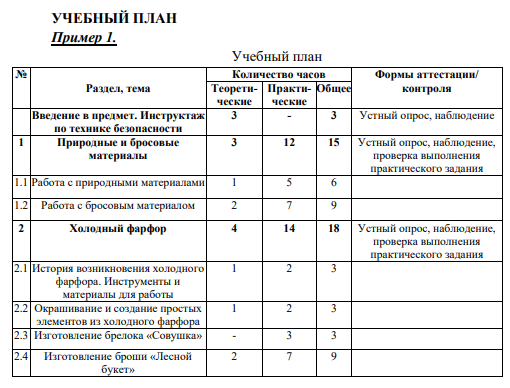 УЧЕБНЫЙ ПЛАН
Пример 1.
Учебный план
№ Раздел, тема Количество часов Формы аттестации/
контроля
Теорети-
ческие Практи-
ческие Общее
Введение в предмет. Инструктаж
по технике безопасности 3 - 3 Устный опрос, наблюдение
1 Природные и бросовые
материалы 3 12 15 Устный опрос, наблюдение,
проверка выполнения
практического задания
1.1 Работа с природными материалами 1 5 6
1.2 Работа с бросовым материалом 2 7 9
2 Холодный фарфор 4 14 18 Устный опрос, наблюдение,
проверка выполнения
практического задания
2.1 История возникновения холодного
фарфора. Инструменты и
материалы для работы 1 2 3
2.2 Окрашивание и создание простых
элементов из холодного фарфора 1 2 3
2.3 Изготовление брелока «Совушка» - 3 3
2.4 Изготовление броши «Лесной
букет» 2 7 9